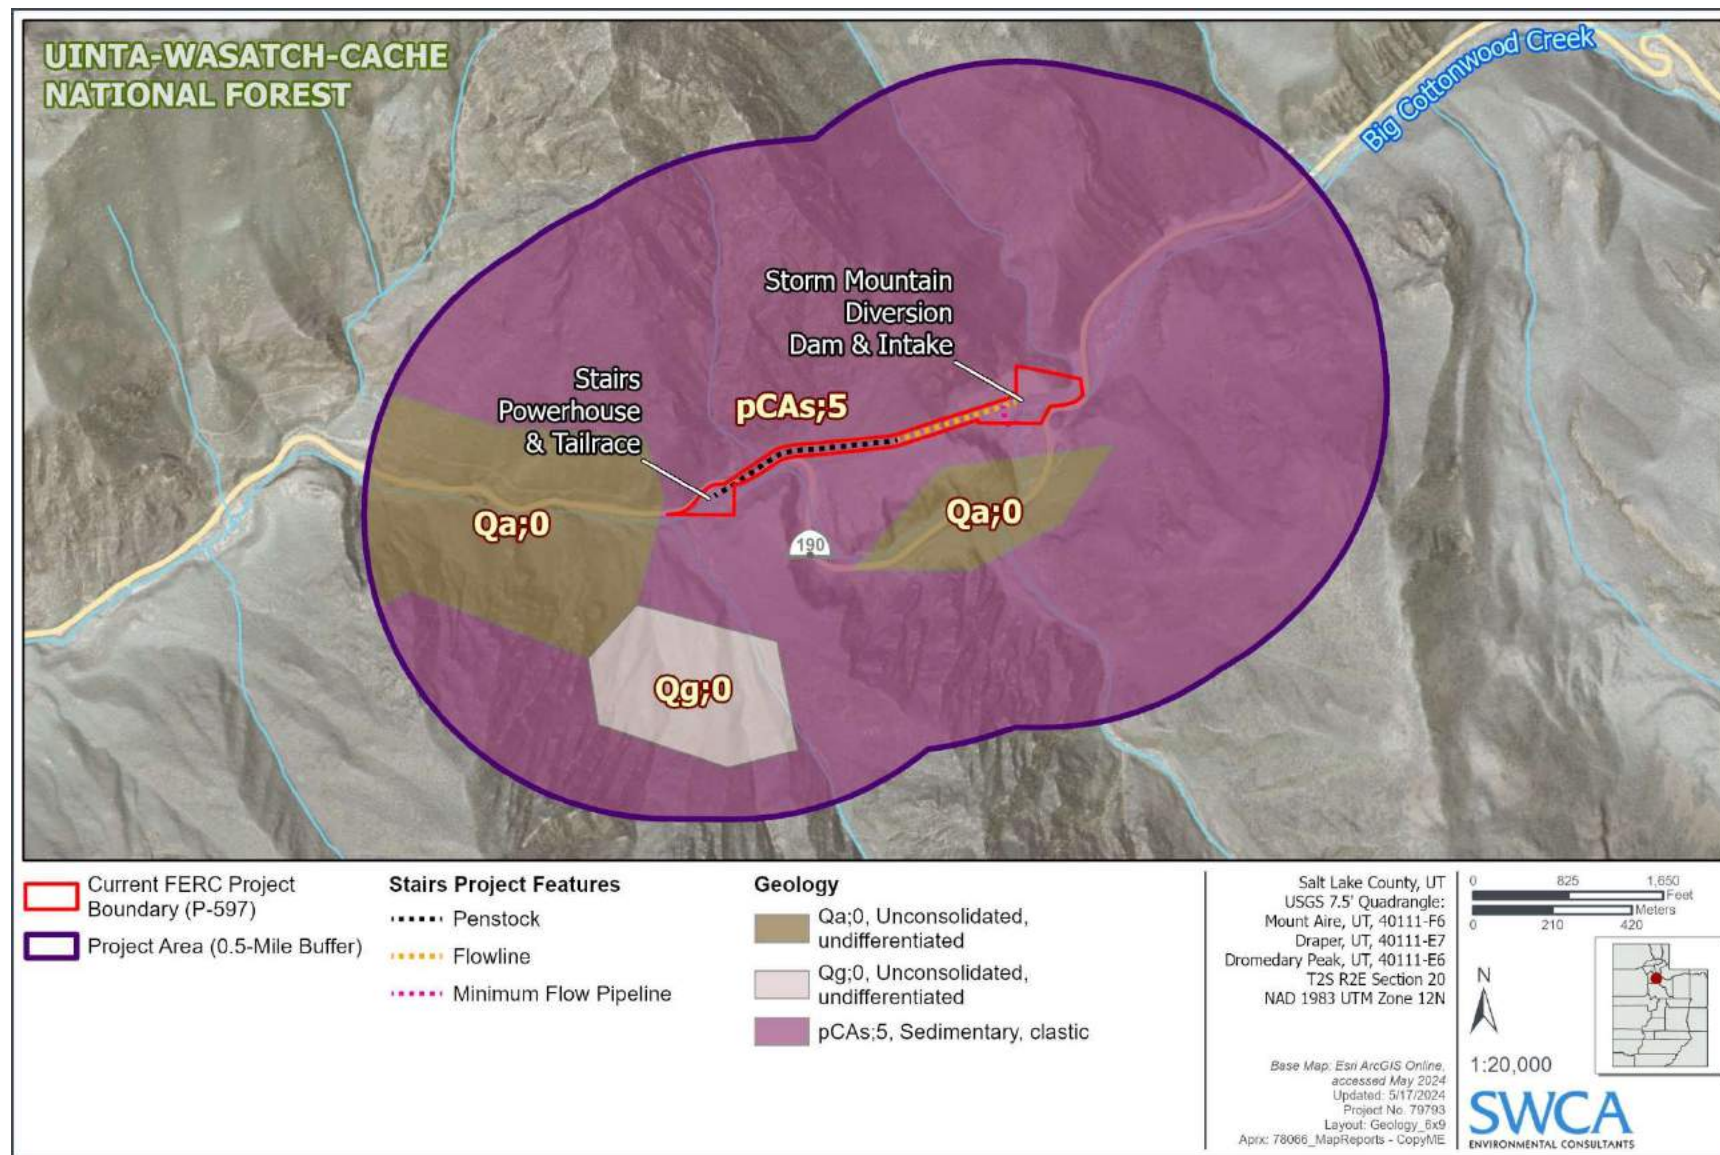 UINTA-WASATCH-CACHE
NATIONAL FOREST
Big Cottonwood Creek
Storm Mountain
Diversion
Dam & Intake
Stairs
Powerhouse
& Tailrace
pCAs;5
Qa;0
Qa;0
190
Qg;0
Current FERC Project
Boundary (P-597)
Project Area (0.5-Mile Buffer)
Stairs Project Features
Penstock
Flowline
Minimum Flow Pipeline
Geology
Qa;0, Unconsolidated,
undifferentiated
Qg;0, Unconsolidated,
undifferentiated
pCAs;5, Sedimentary, clastic
Salt Lake County, UT
USGS 7.5' Quadrangle:
Mount Aire, UT, 40111-F6
Draper, UT, 40111-E7
Dromedary Peak, UT, 40111-E6
T2S R2E Section 20
NAD 1983 UTM Zone 12N
Base Map: Esri ArcGIS Online,
accessed May 2024
Updated: 5/17/2024
Project No. 79793
Layout: Geology_6x9
Aprx: 78066_MapReports - CopyME
0 825 1,650
Feet
Meters
0 210 420
N
1:20,000
SWCA
ENVIRONMENTAL CONSULTANTS